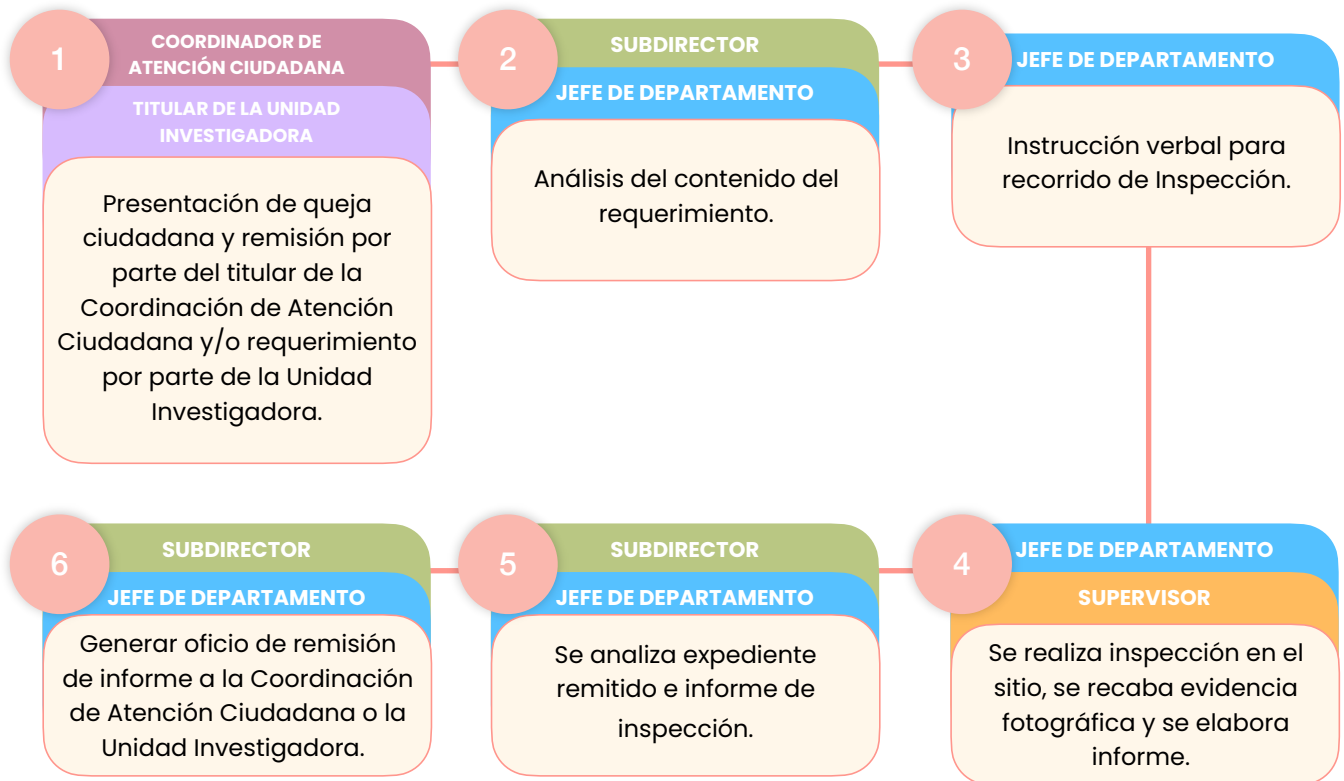 1
COORDINADOR DE
ATENCIÓN CIUDADANA
TITULAR DE LA UNIDAD
INVESTIGADORA
Presentación de queja
ciudadana y remisión por
parte del titular de la
Coordinación de Atención
Ciudadana y/o requerimiento
por parte de la Unidad
Investigadora.
2
SUBDIRECTOR
JEFE DE DEPARTAMENTO
Análisis del contenido del
requerimiento.
3
JEFE DE DEPARTAMENTO
Instrucción verbal para
recorrido de Inspección.
4
JEFE DE DEPARTAMENTO
SUPERVISOR
Se realiza inspección en el
sitio, se recaba evidencia
fotográfica y se elabora
informe.
5
SUBDIRECTOR
JEFE DE DEPARTAMENTO
Se analiza expediente
remitido e informe de
inspección.
6
SUBDIRECTOR
JEFE DE DEPARTAMENTO
Generar oficio de remisión
de informe a la Coordinación
de Atención Ciudadana o la
Unidad Investigadora.